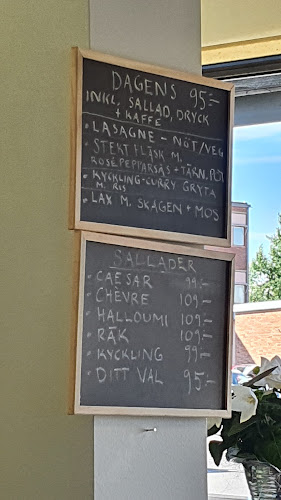 DAGENS 95:-
INKL, SALLAD, DRYCK
+ KAFFE
• LASAGNE - NÖT/VEG
• STEKT FLÄSK M.
ROSÉPEPPARSÅS + TÄRN. POT
• KYCKLING-CURRY GRYTA
M. RIS
• LAX M. SKAGEN + MOS
SALLADER
• CAESAR 99:-
• CHÈVRE 109:-
• HALLOUMI 109:-
• RÄK 109:-
• KYCKLING 99:-
• DITT VAL 95:-